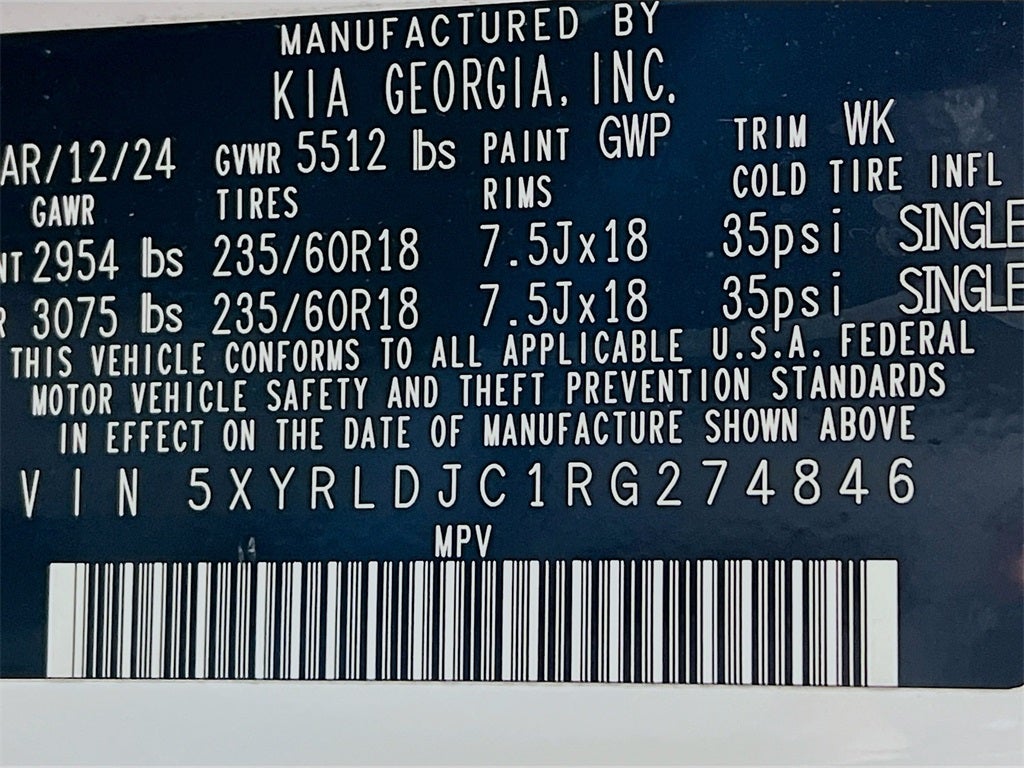 MANUFACTURED BY
KIA GEORGIA, INC.
AR/12/24 GVWR 5512 lbs PAINT GWP TRIM WK
GAWR TIRES RIMS COLD TIRE INFL
NT 2954 lbs 235/60R18 7.5Jx18 35psi SINGLE
R 3075 lbs 235/60R18 7.5Jx18 35psi SINGLE
THIS VEHICLE CONFORMS TO ALL APPLICABLE U.S.A. FEDERAL
MOTOR VEHICLE SAFETY AND THEFT PREVENTION STANDARDS
IN EFFECT ON THE DATE OF MANUFACTURE SHOWN ABOVE
VIN 5XYRLDJC1RG274846
MPV